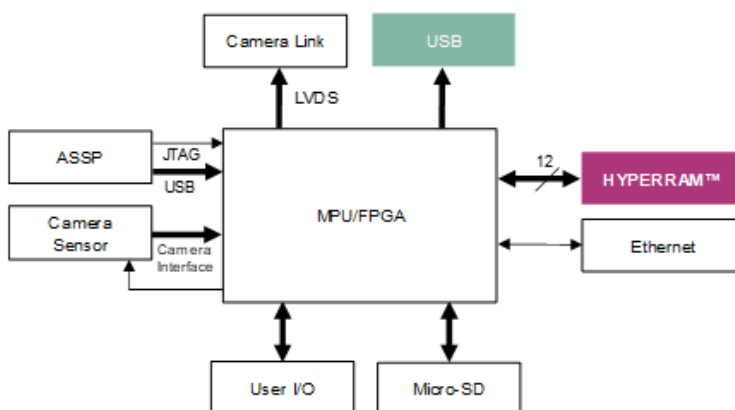 Camera Link
USB
LVDS
ASSP
JTAG
USB
12
HYPERRAM™
MPU/FPGA
Camera
Sensor
Camera
Interface
Ethernet
User I/O
Micro-SD